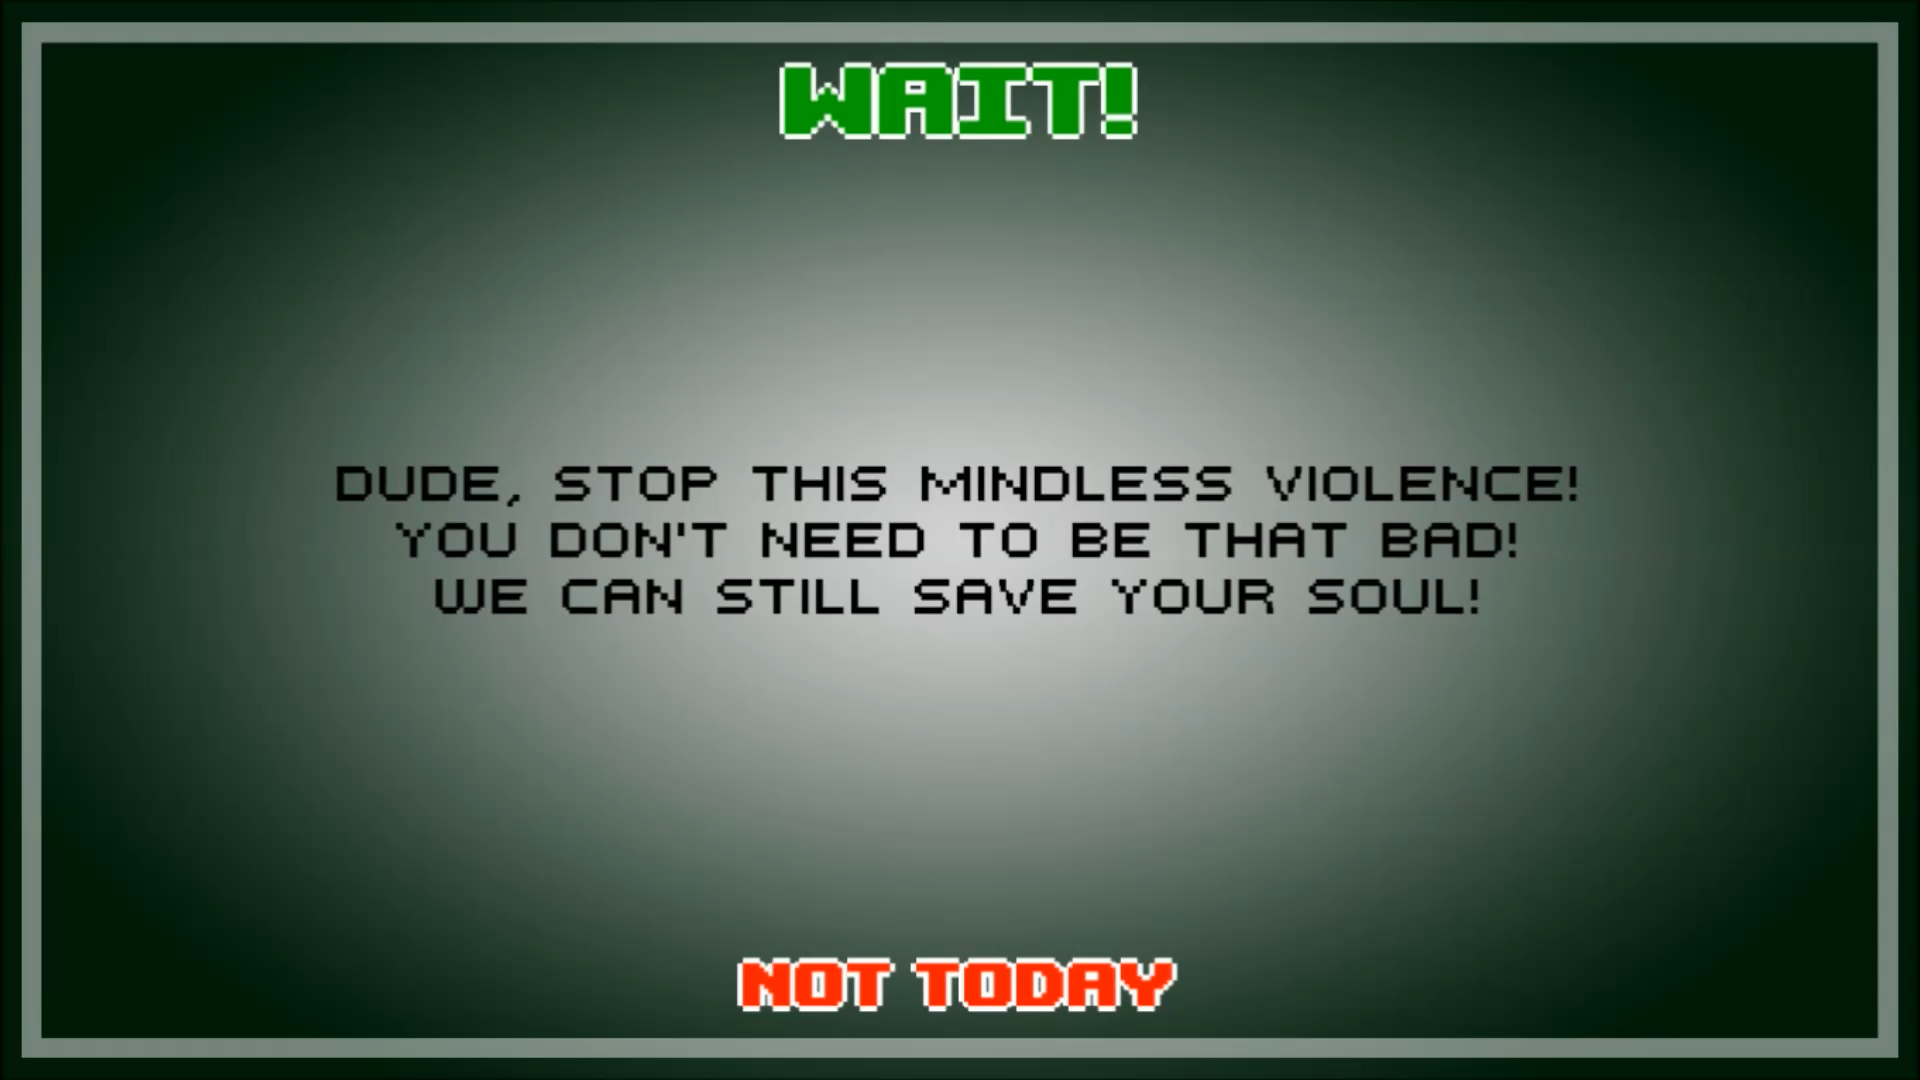 WAIT!
DUDE, STOP THIS MINDLESS VIOLENCE!
YOU DON'T NEED TO BE THAT BAD!
WE CAN STILL SAVE YOUR SOUL!
NOT TODAY